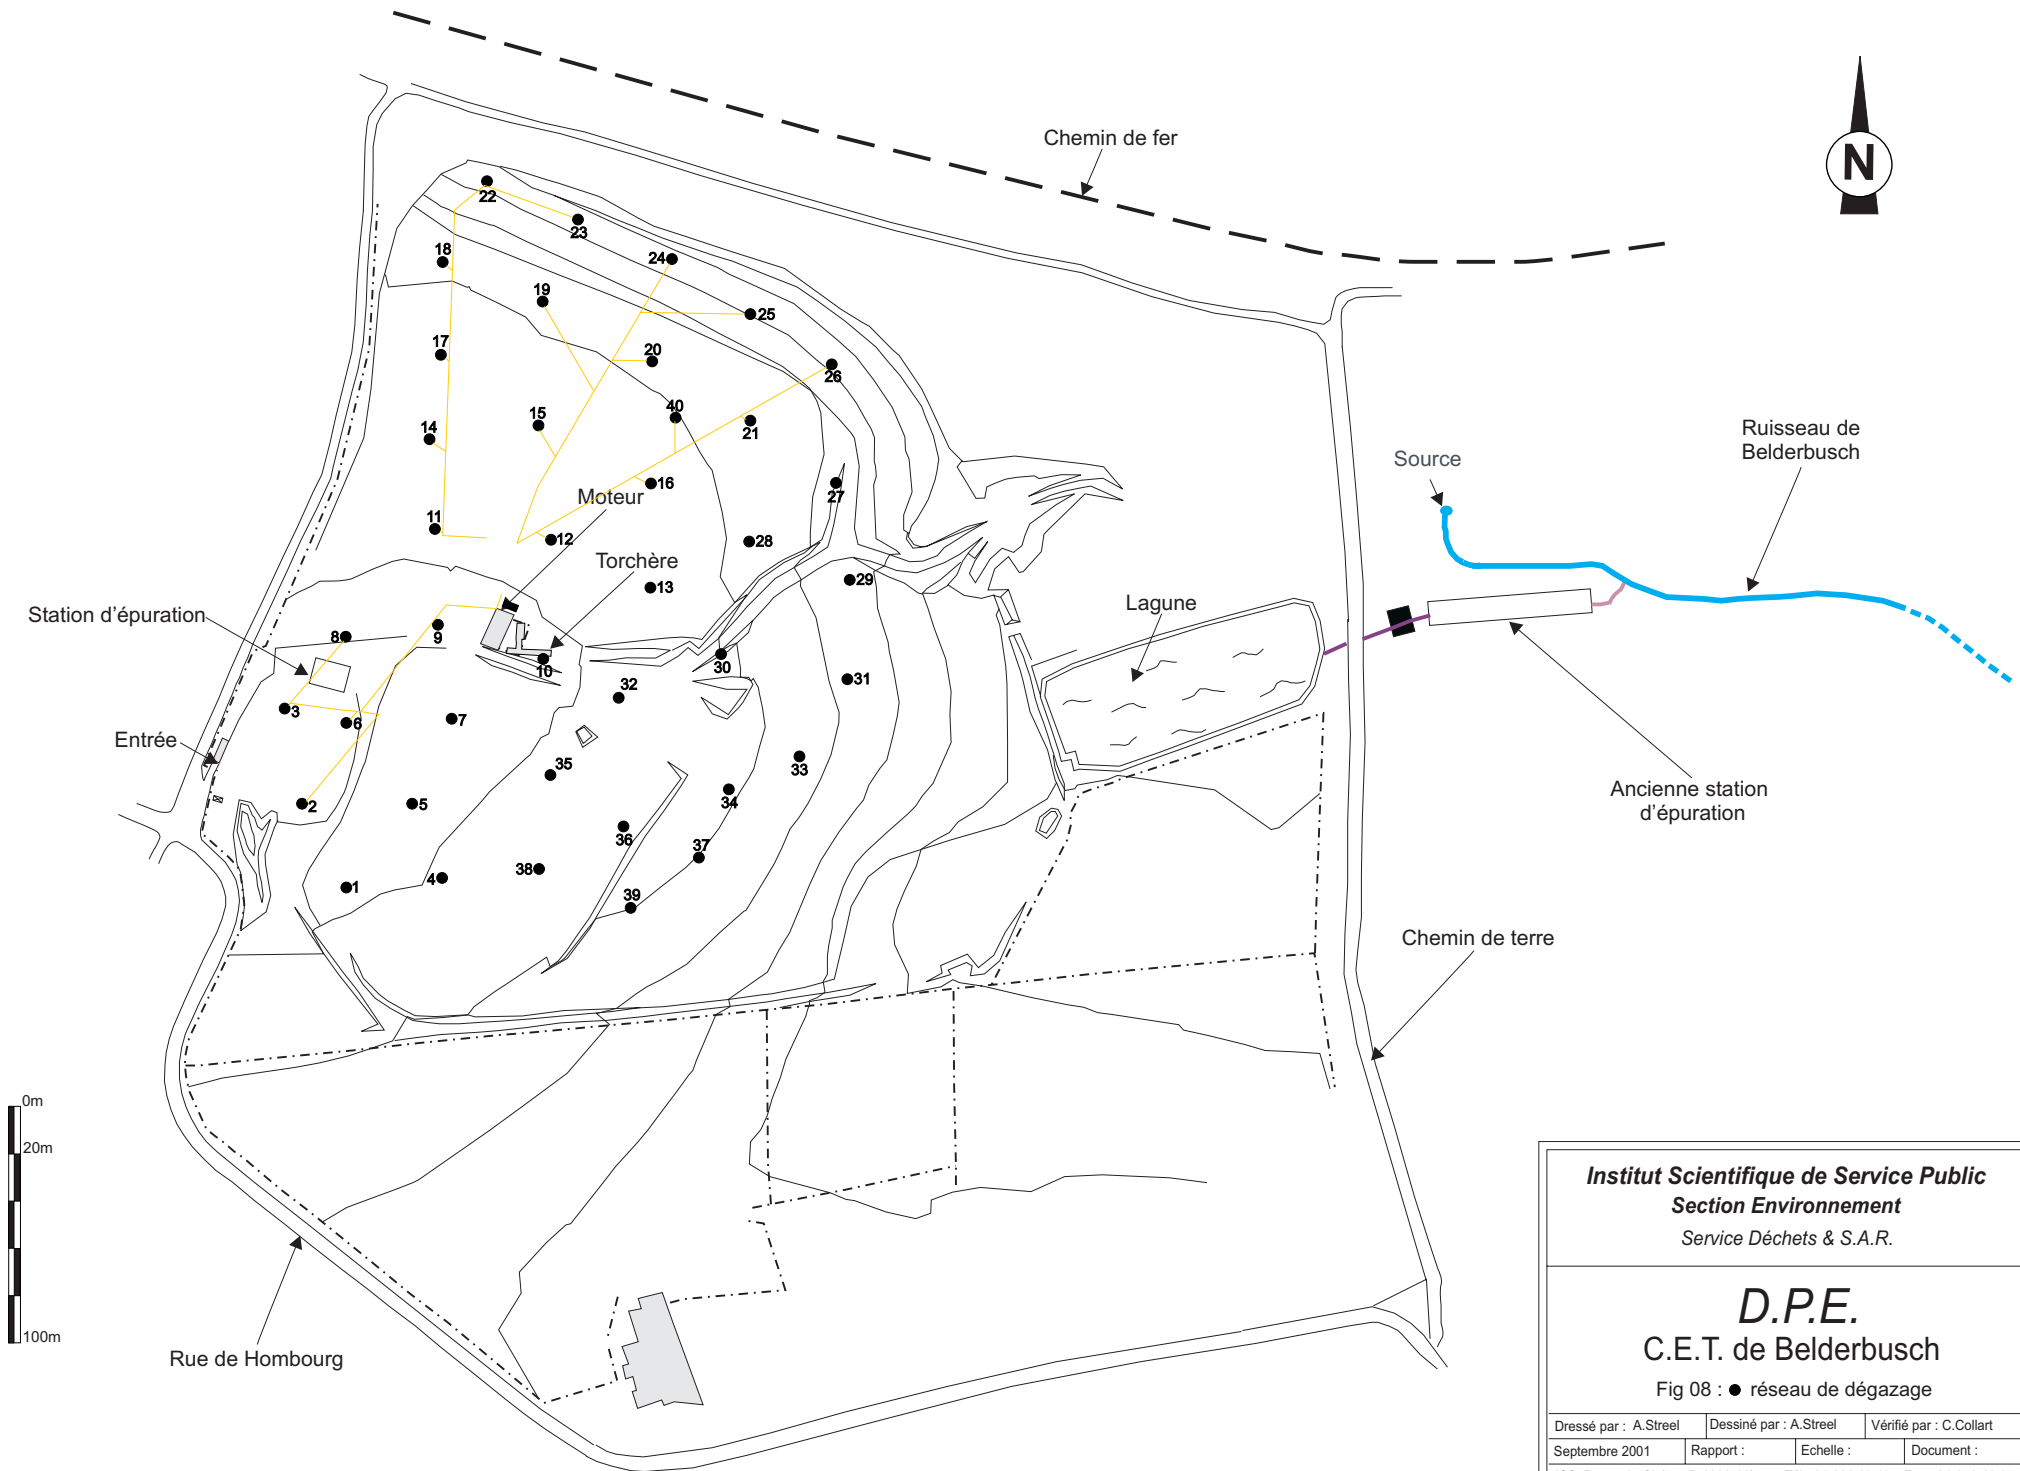 Chemin de fer
N
22
23
18
24
19
25
17
20
26
40
15
21
14
Ruisseau de
Belderbusch
Source
16
Moteur
27
11
12
28
Torchère
13
29
Lagune
Station d'épuration
8
9
10
30
31
32
3
6
7
Entrée
35
33
34
2
5
Ancienne station
d'épuration
36
37
38
1
4
39
Chemin de terre
0m
20m
100m
Rue de Hombourg
Institut Scientifique de Service Public
Section Environnement
Service Déchets & S.A.R.
D.P.E.
C.E.T. de Belderbusch
Fig 08 : ● réseau de dégazage
Dressé par : A.Streel
Dessiné par : A.Streel
Vérifié par : C.Collart
Septembre 2001
Rapport :
Echelle :
Document :